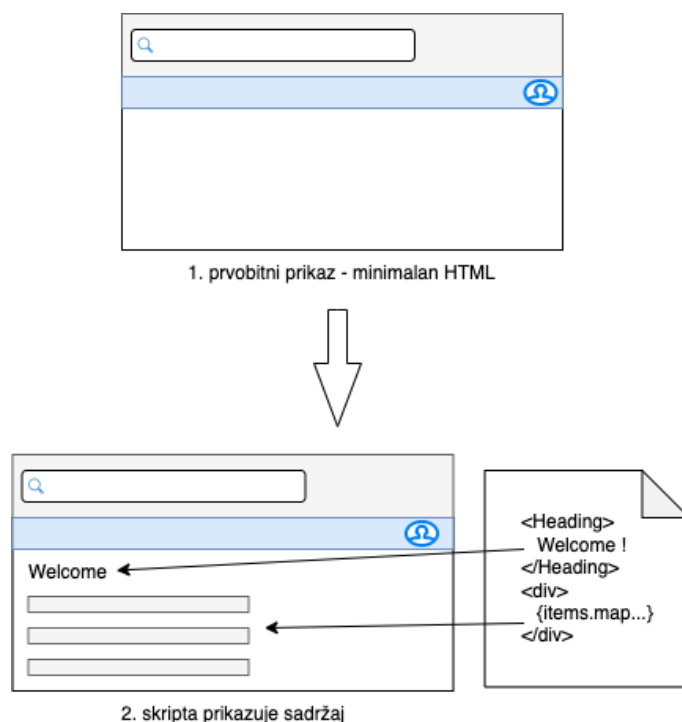 1. prvobitni prikaz - minimalan HTML
Welcome
<Heading>
Welcome !
</Heading>
<div>
{items.map...}
</div>
2. skripta prikazuje sadržaj